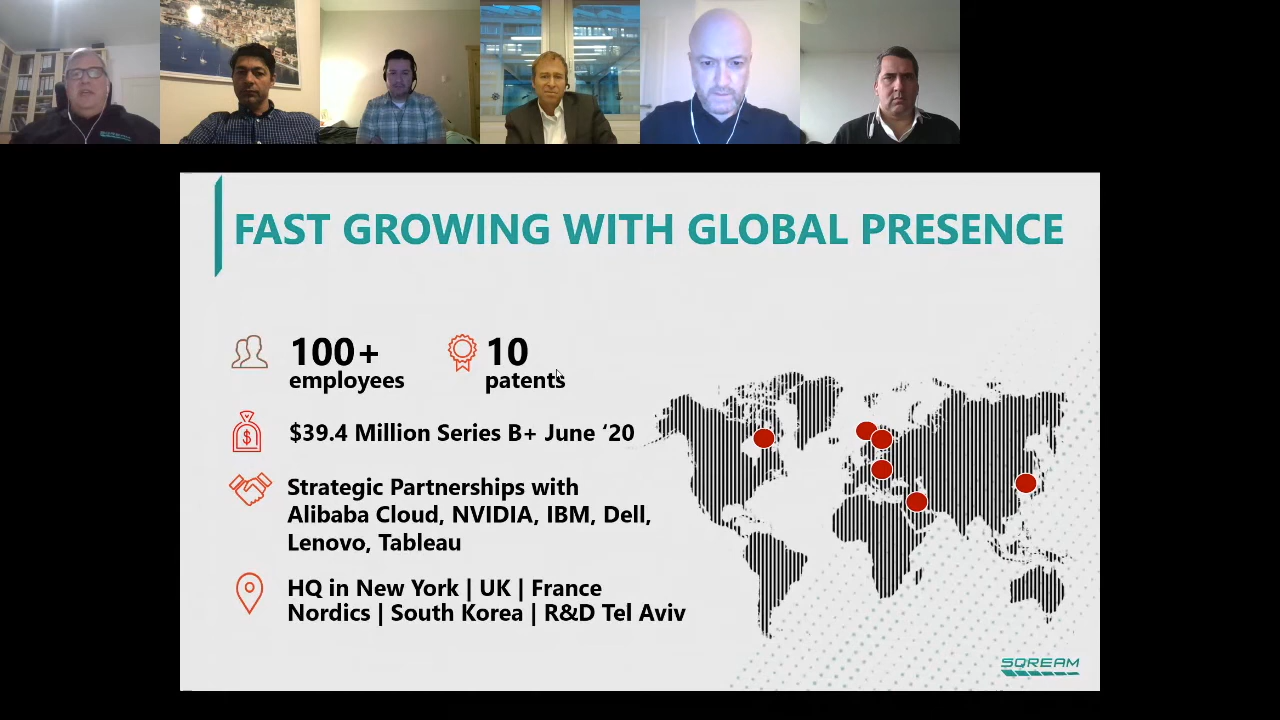 FAST GROWING WITH GLOBAL PRESENCE
100+
employees
10
patents
$39.4 Million Series B+ June ‘20
Strategic Partnerships with
Alibaba Cloud, NVIDIA, IBM, Dell,
Lenovo, Tableau
HQ in New York | UK | France
Nordics | South Korea | R&D Tel Aviv
SQREAM